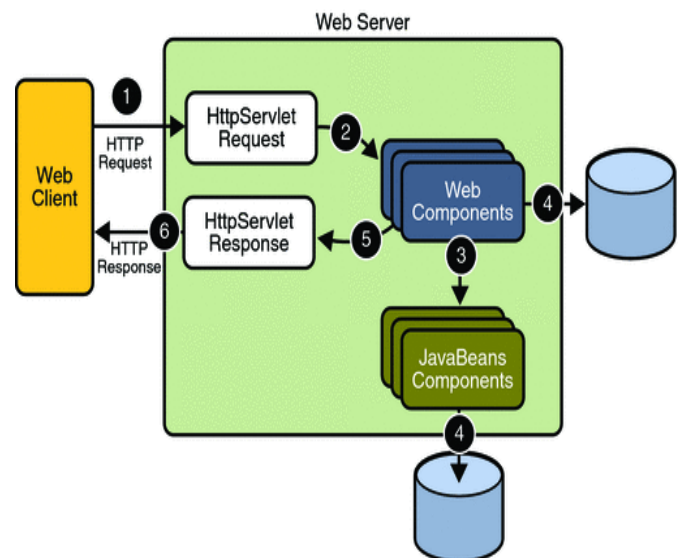 Web Server
1
HTTP
Request
HttpServlet
Request
2
Web
Client
Web
Components
4
6
HTTP
Response
HttpServlet
Response
5
3
JavaBeans
Components
4